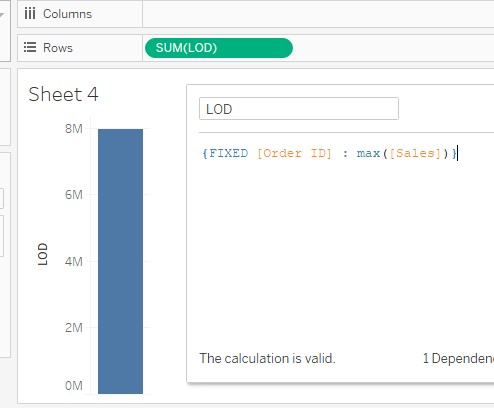 Columns
Rows
SUM(LOD)
Sheet 4
LOD
{FIXED [Order ID] : max([Sales])}
8M
6M
4M
2M
0M
LOD
The calculation is valid.
1 Dependenc